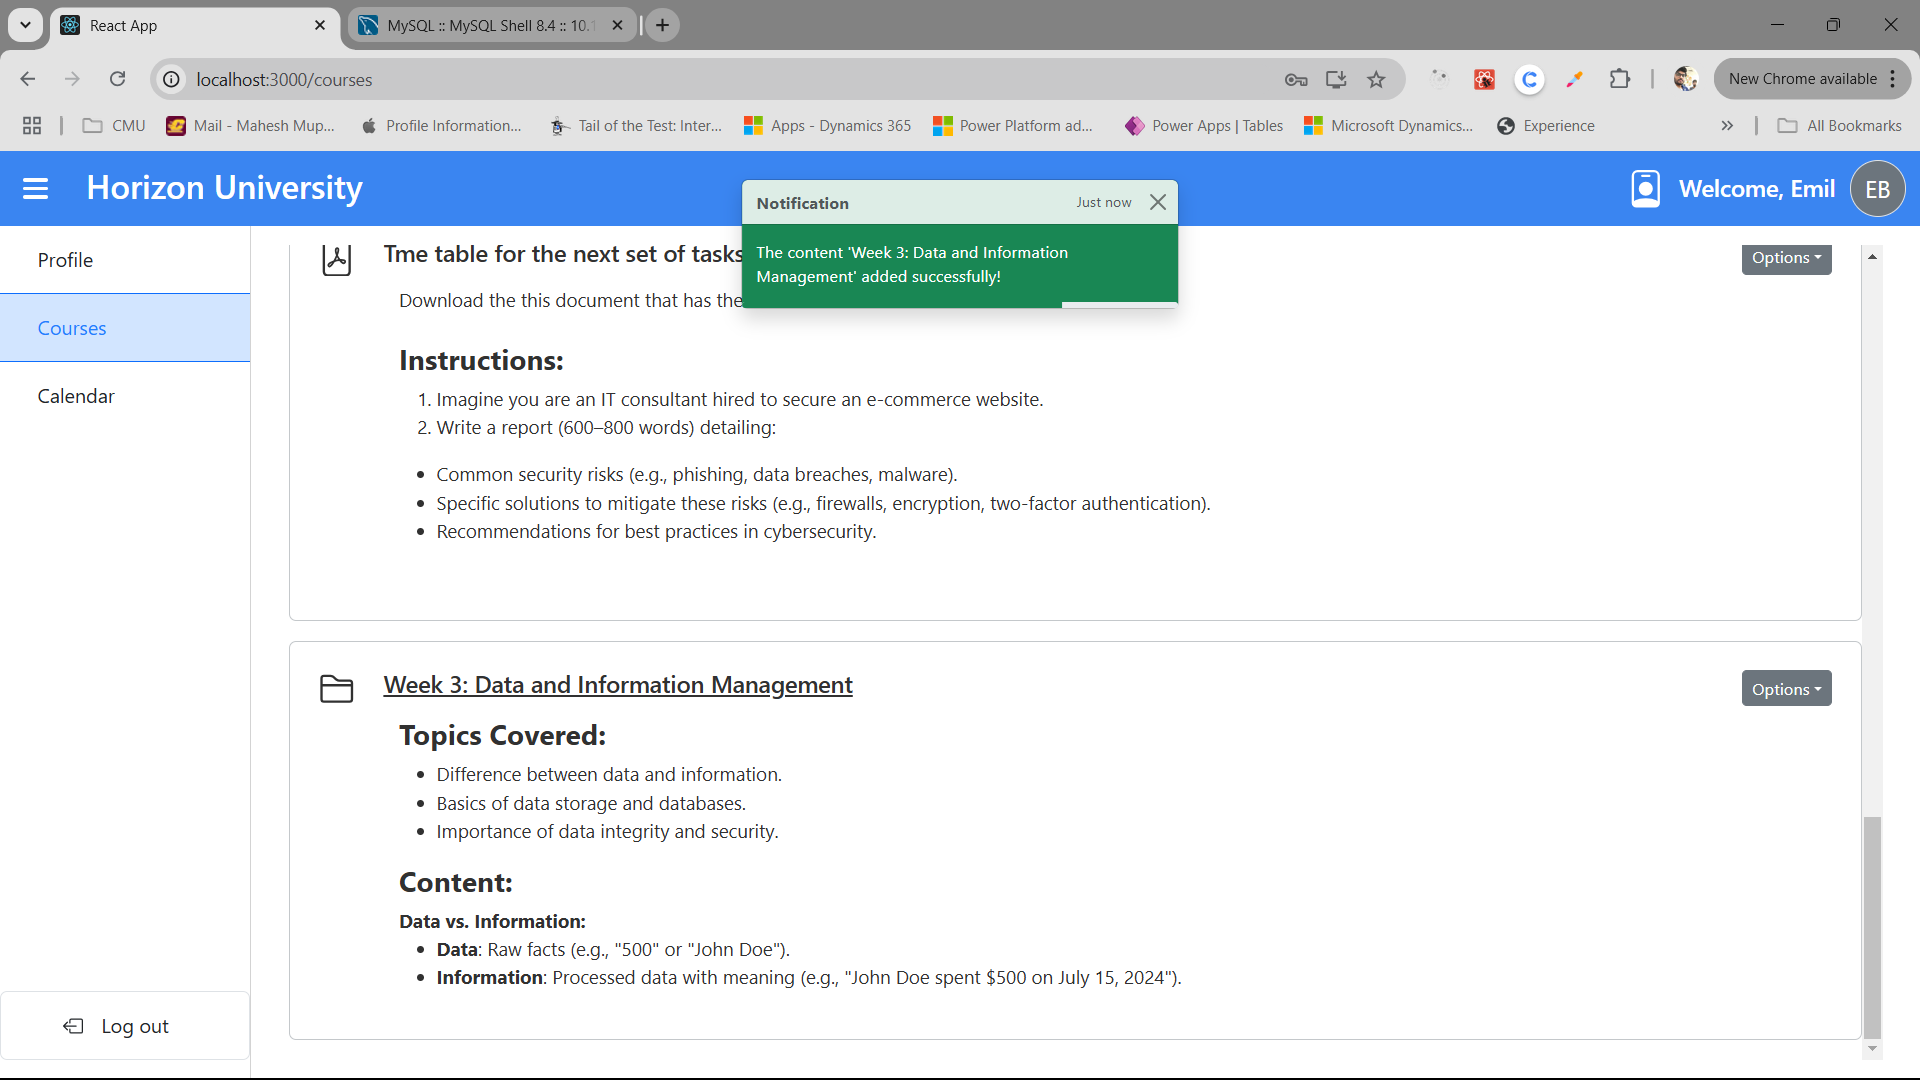 React App
MySQL :: MySQL Shell 8.4 :: 10.1
localhost:3000/courses
New Chrome available
CMU
Mail - Mahesh Mup...
Profile Information...
Tail of the Test: Inter...
Apps - Dynamics 365
Power Platform ad...
Power Apps | Tables
Microsoft Dynamics...
Experience
All Bookmarks
Horizon University
Welcome, Emil
EB
Notification
Just now
The content 'Week 3: Data and Information
Management' added successfully!
Profile
Courses
Calendar
Log out
Tme table for the next set of tasks
Options
Download the this document that has the
Instructions:
1. Imagine you are an IT consultant hired to secure an e-commerce website.
2. Write a report (600–800 words) detailing:
• Common security risks (e.g., phishing, data breaches, malware).
• Specific solutions to mitigate these risks (e.g., firewalls, encryption, two-factor authentication).
• Recommendations for best practices in cybersecurity.
Week 3: Data and Information Management
Options
Topics Covered:
• Difference between data and information.
• Basics of data storage and databases.
• Importance of data integrity and security.
Content:
Data vs. Information:
• Data: Raw facts (e.g., "500" or "John Doe").
• Information: Processed data with meaning (e.g., "John Doe spent $500 on July 15, 2024").